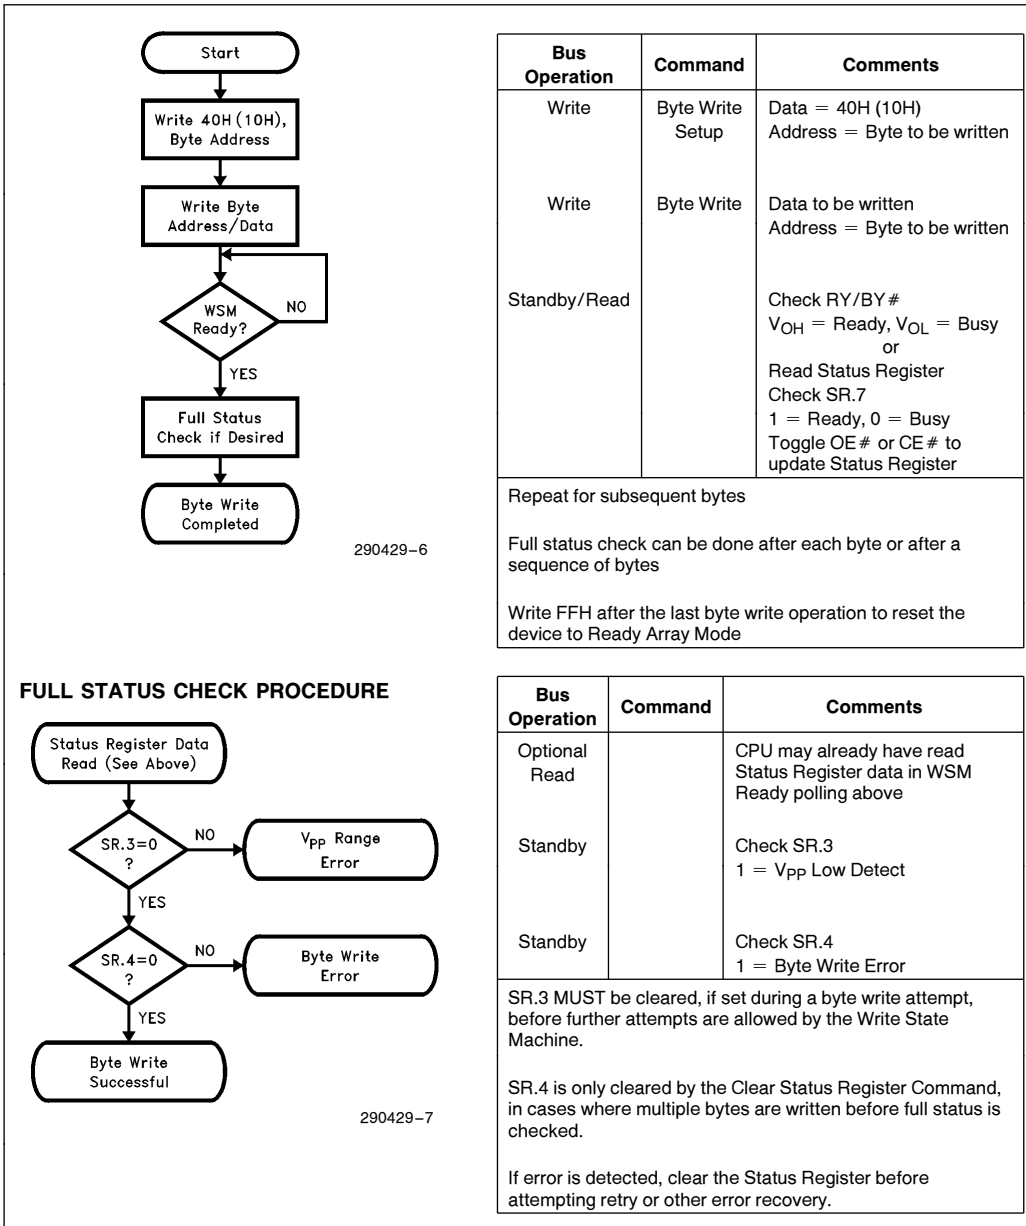 Start
Write 40H (10H),
Byte Address
Write Byte
Address/Data
WSM
Ready?
NO
YES
Full Status
Check if Desired
Byte Write
Completed
290429–6
Bus
Operation
Command
Comments
Write
Byte Write
Setup
Data = 40H (10H)
Address = Byte to be written
Write
Byte Write
Data to be written
Address = Byte to be written
Standby/Read
Check RY/BY#
VOH = Ready, VOL = Busy
or
Read Status Register
Check SR.7
1 = Ready, 0 = Busy
Toggle OE# or CE# to
update Status Register
Repeat for subsequent bytes
Full status check can be done after each byte or after a
sequence of bytes
Write FFH after the last byte write operation to reset the
device to Ready Array Mode
FULL STATUS CHECK PROCEDURE
Status Register Data
Read (See Above)
SR.3=0
?
NO
VPP Range
Error
YES
SR.4=0
?
NO
Byte Write
Error
YES
Byte Write
Successful
290429–7
Bus
Operation
Command
Comments
Optional
Read
CPU may already have read
Status Register data in WSM
Ready polling above
Standby
Check SR.3
1 = VPP Low Detect
Standby
Check SR.4
1 = Byte Write Error
SR.3 MUST be cleared, if set during a byte write attempt,
before further attempts are allowed by the Write State
Machine.
SR.4 is only cleared by the Clear Status Register Command,
in cases where multiple bytes are written before full status is
checked.
If error is detected, clear the Status Register before
attempting retry or other error recovery.